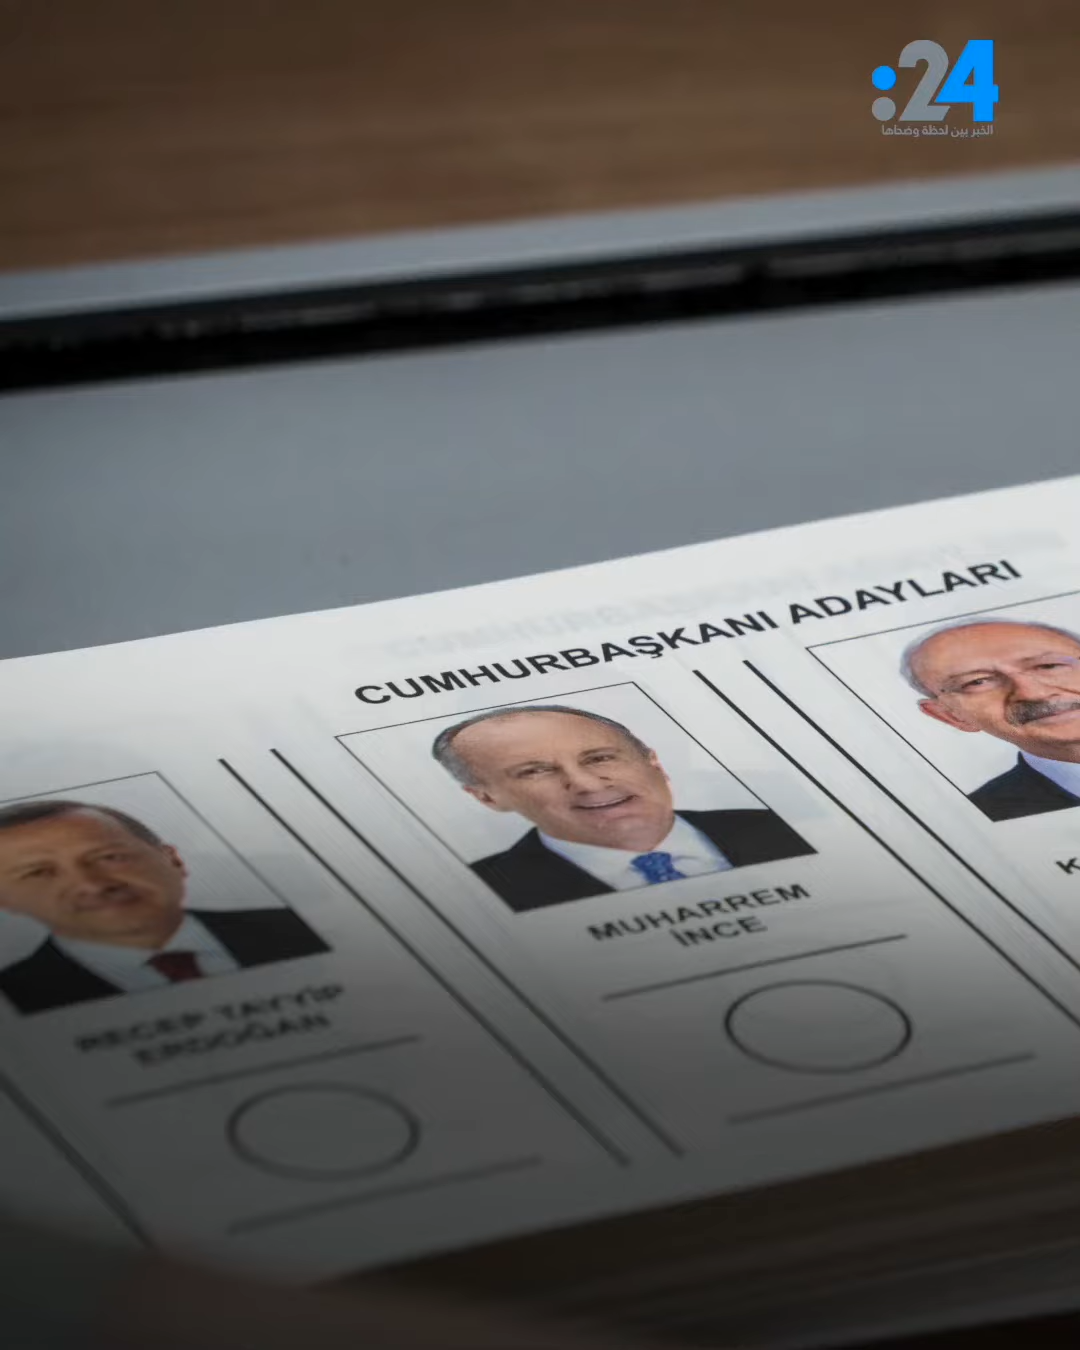 :24
الخبر بين لحظة وضحاها
CUMHURBAŞKANI ADAYLARI
RECEP TAYYİP
ERDOĞAN
MUHARREM
İNCE
K